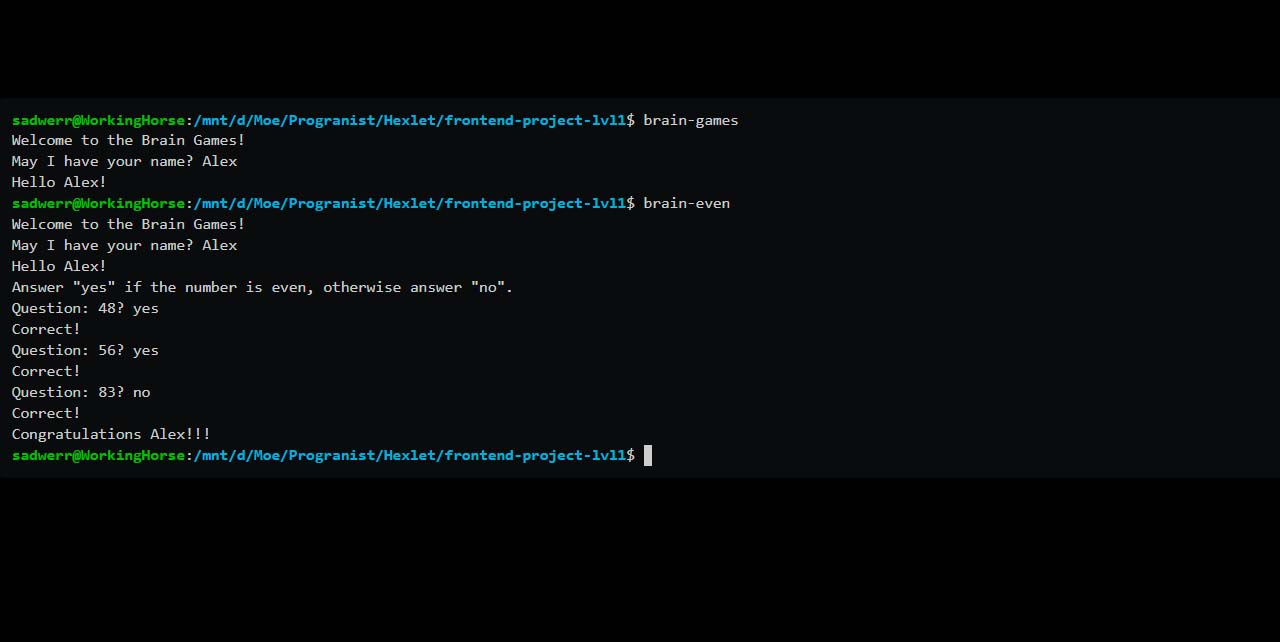 sadwerr@WorkingHorse:/mnt/d/Moe/Progranist/Hexlet/frontend-project-lvl1$ brain-games
Welcome to the Brain Games!
May I have your name? Alex
Hello Alex!
sadwerr@WorkingHorse:/mnt/d/Moe/Progranist/Hexlet/frontend-project-lvl1$ brain-even
Welcome to the Brain Games!
May I have your name? Alex
Hello Alex!
Answer "yes" if the number is even, otherwise answer "no".
Question: 48? yes
Correct!
Question: 56? yes
Correct!
Question: 83? no
Correct!
Congratulations Alex!!!
sadwerr@WorkingHorse:/mnt/d/Moe/Progranist/Hexlet/frontend-project-lvl1$